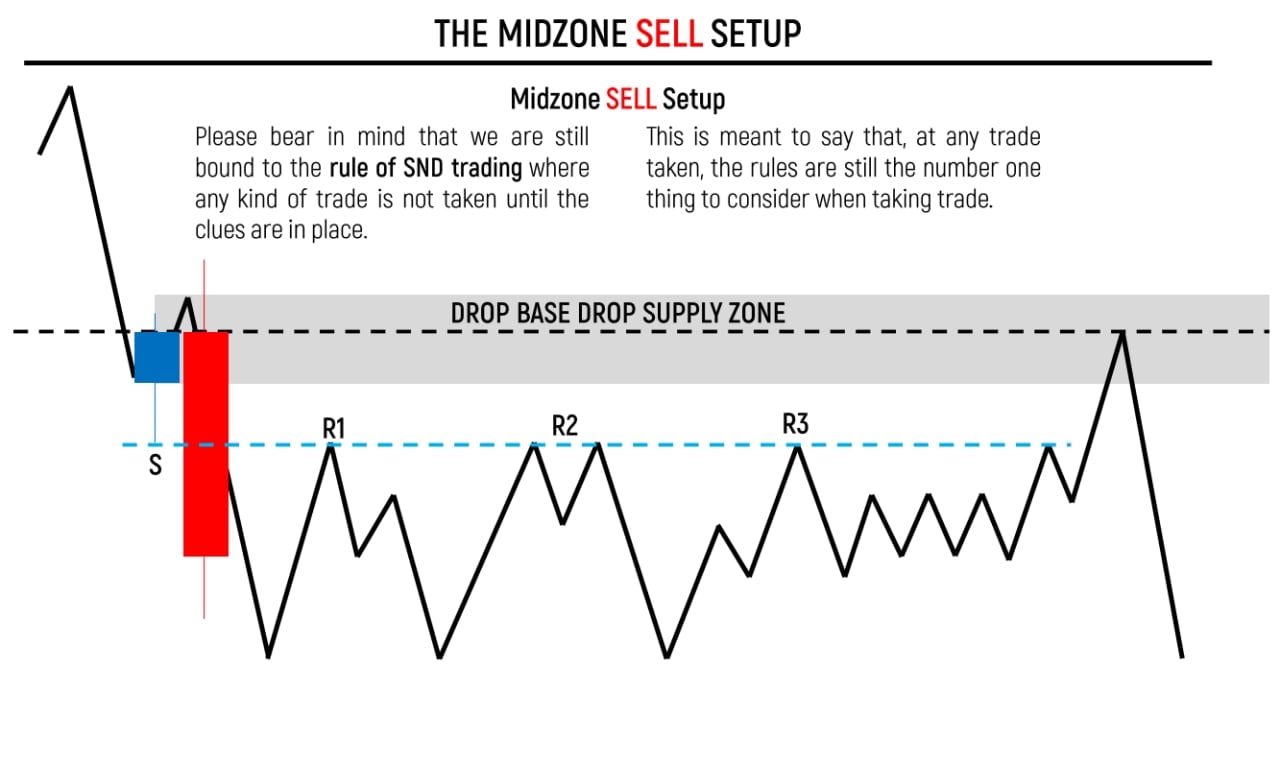 THE MIDZONE SELL SETUP
Midzone SELL Setup
Please bear in mind that we are still
bound to the rule of SND trading where
any kind of trade is not taken until the
clues are in place.
This is meant to say that, at any trade
taken, the rules are still the number one
thing to consider when taking trade.
DROP BASE DROP SUPPLY ZONE
R1
R2
R3
S